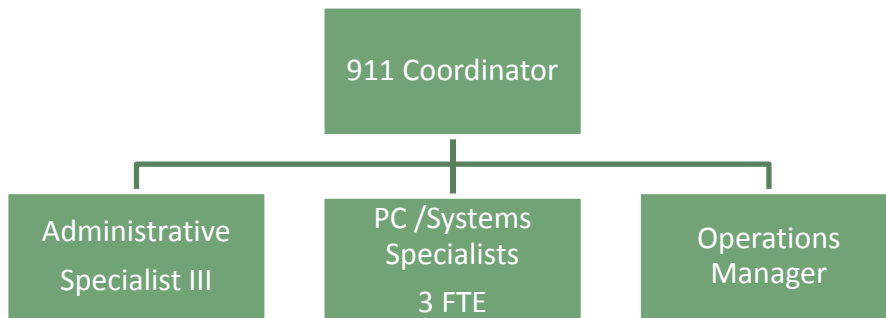 911 Coordinator
Administrative
Specialist III
PC /Systems
Specialists
3 FTE
Operations
Manager